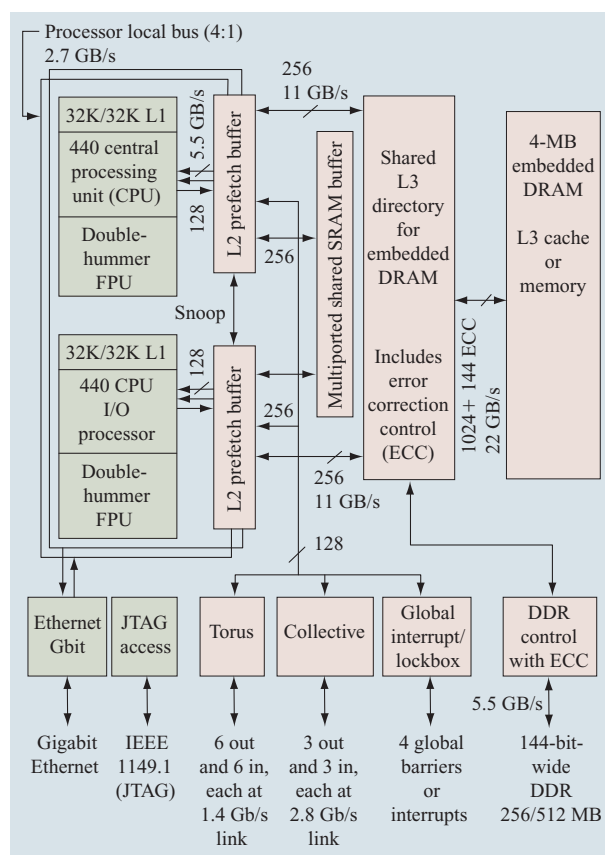 Processor local bus (4:1)
2.7 GB/s
32K/32K L1
440 central
processing
unit (CPU)
Double-
hummer
FPU
5.5 GB/s
128
L2 prefetch buffer
256
11 GB/s
256
Multiported shared SRAM buffer
Shared
L3
directory
for
embedded
DRAM
Includes
error
correction
control
(ECC)
1024+ 144 ECC
22 GB/s
4-MB
embedded
DRAM
L3 cache
or
memory
Snoop
32K/32K L1
440 CPU
I/O
processor
Double-
hummer
FPU
128
L2 prefetch buffer
256
256
11 GB/s
128
Ethernet
Gbit
JTAG
access
Torus
Collective
Global
interrupt/
lockbox
DDR
control
with ECC
5.5 GB/s
Gigabit
Ethernet
IEEE
1149.1
(JTAG)
6 out
and 6 in,
each at
1.4 Gb/s
link
3 out
and 3 in,
each at
2.8 Gb/s
link
4 global
barriers
or
interrupts
144-bit-
wide
DDR
256/512 MB